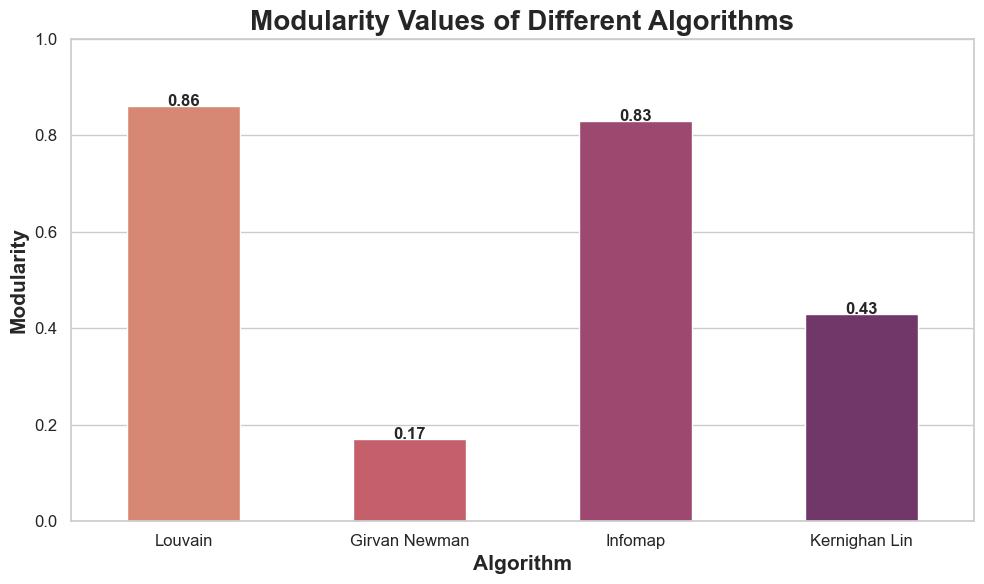 Modularity Values of Different Algorithms
1.0
0.8
0.6
0.4
0.2
0.0
Modularity
0.86
0.17
0.83
0.43
Louvain
Girvan Newman
Infomap
Kernighan Lin
Algorithm